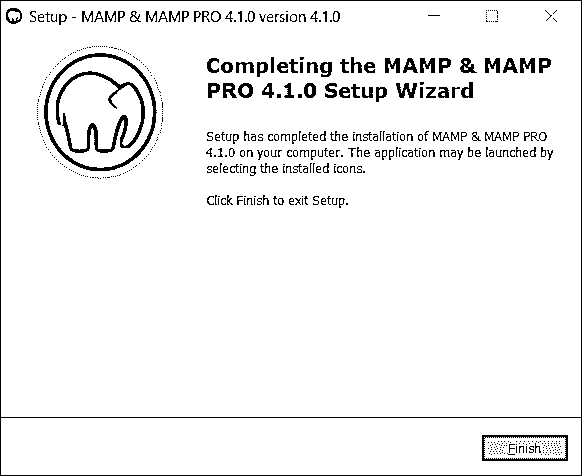 Setup - MAMP & MAMP PRO 4.1.0 version 4.1.0
Completing the MAMP & MAMP
PRO 4.1.0 Setup Wizard
Setup has completed the installation of MAMP & MAMP PRO
4.1.0 on your computer. The application may be launched by
selecting the installed icons.
Click Finish to exit Setup.
Finish